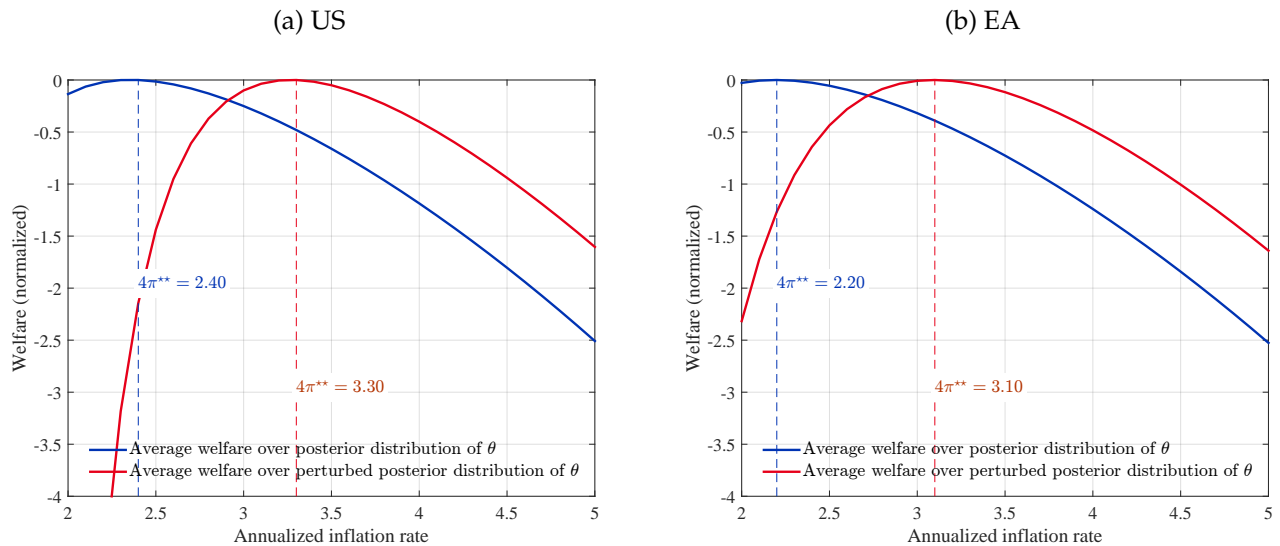 (a) US
(b) EA
0
-0.5
-1
-1.5
-2
-2.5
-3
-3.5
-4
Welfare (normalized)
4π** = 2.40
4π** = 3.30
Average welfare over posterior distribution of θ
Average welfare over perturbed posterior distribution of θ
2 2.5 3 3.5 4 4.5 5
Annualized inflation rate
0
-0.5
-1
-1.5
-2
-2.5
-3
-3.5
-4
Welfare (normalized)
4π** = 2.20
4π** = 3.10
Average welfare over posterior distribution of θ
Average welfare over perturbed posterior distribution of θ
2 2.5 3 3.5 4 4.5 5
Annualized inflation rate